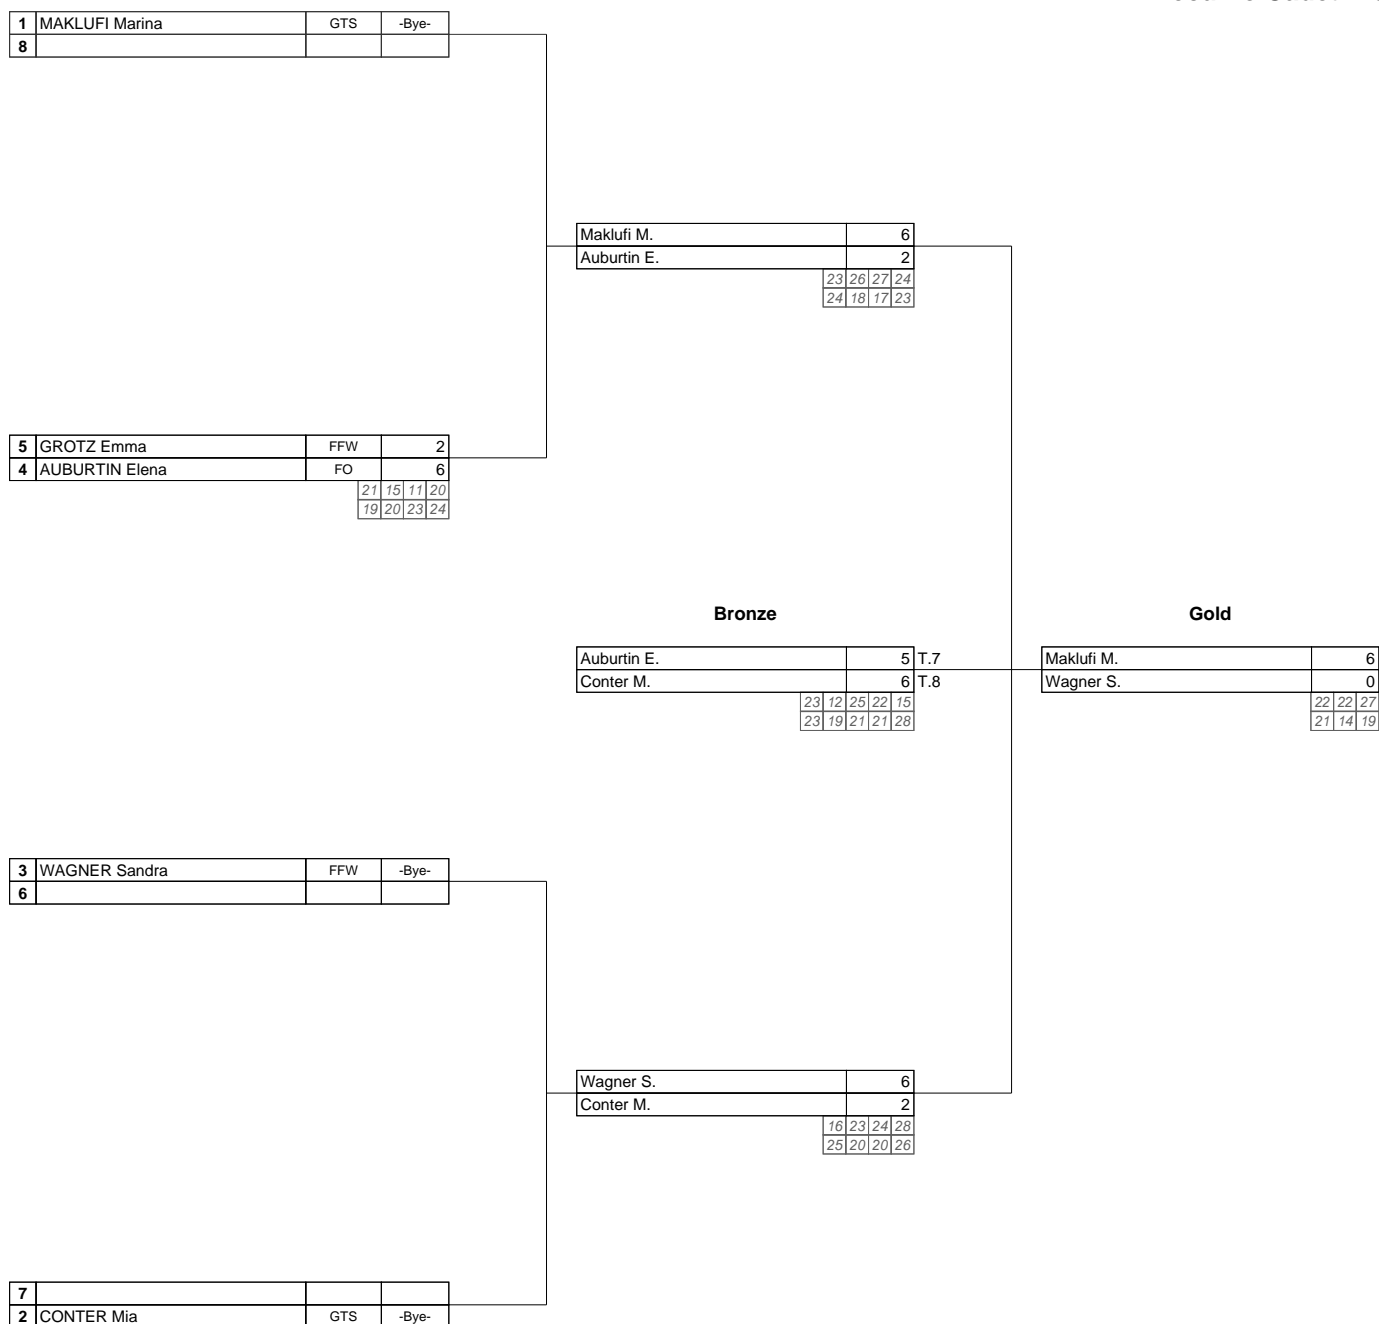 1 MAKLUFI Marina GTS -Bye-
8
Maklufi M. 6
Auburtin E. 2
23 26 27 24
24 18 17 23
5 GROTZ Emma FFW 2
4 AUBURTIN Elena FO 6
21 15 11 20
19 20 23 24
Bronze
Gold
Auburtin E. 5 T.7
Conter M. 6 T.8
23 12 25 22 15
23 19 21 21 28
Maklufi M. 6
Wagner S. 0
22 22 27
21 14 19
3 WAGNER Sandra FFW -Bye-
6
Wagner S. 6
Conter M. 2
16 23 24 28
25 20 20 26
7
2 CONTER Mia GTS -Bye-